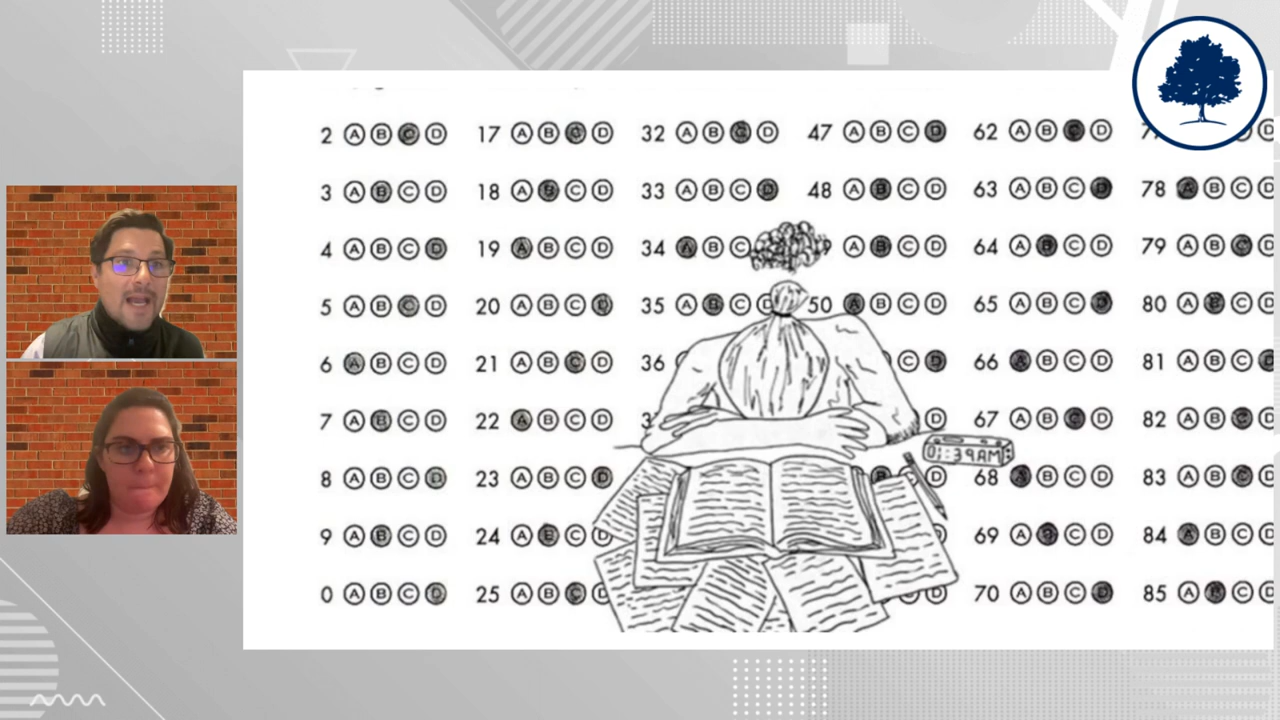 2 A B C D 17 A B C D 32 A B C D 47 A B C D 62 A B C D
3 A B C D 18 A B C D 33 A B C D 48 A B C D 63 A B C D 78 A B C D
4 A B C D 19 A B C D 34 A B C A B C D 64 A B C D 79 A B C D
5 A B C D 20 A B C D 35 A B C D 50 A B C D 65 A B C D 80 A B C D
6 A B C D 21 A B C D 36 C D 66 A B C D 81 A B C D
7 A B C D 22 A B C D D 67 A B C D 82 A B C D
01:39AM
8 A B C D 23 A B C D B D 68 A B C D 83 A B C D
9 A B C D 24 A B C D 69 A B C D 84 A B C D
0 A B C D 25 A B C D 70 A B C D 85 A B C D